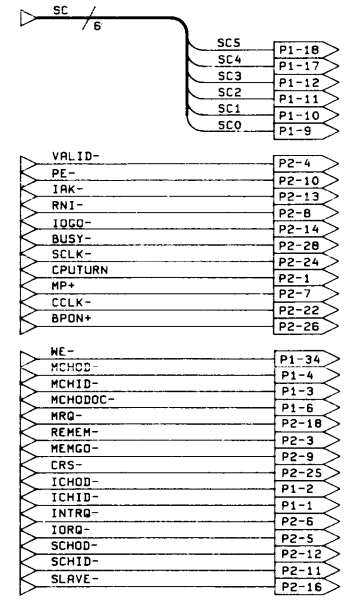 SC
6
SC5 P1-18
SC4 P1-17
SC3 P1-12
SC2 P1-11
SC1 P1-10
SC0 P1-9
VALID- P2-4
PE- P2-10
IAK- P2-13
RNI- P2-8
IOGO- P2-14
BUSY- P2-28
SCLK- P2-24
CPUTURN P2-1
MP+ P2-7
CCLK- P2-22
BPON+ P2-26
WE- P1-34
MCHOD- P1-4
MCHID- P1-3
MCHODOC- P1-6
MRQ- P2-18
REMEM- P2-3
MEMGO- P2-9
CRS- P2-25
ICHOD- P1-2
ICHID- P1-1
INTRQ- P2-6
IORQ- P2-5
SCHOD- P2-12
SCHID- P2-11
SLAVE- P2-16